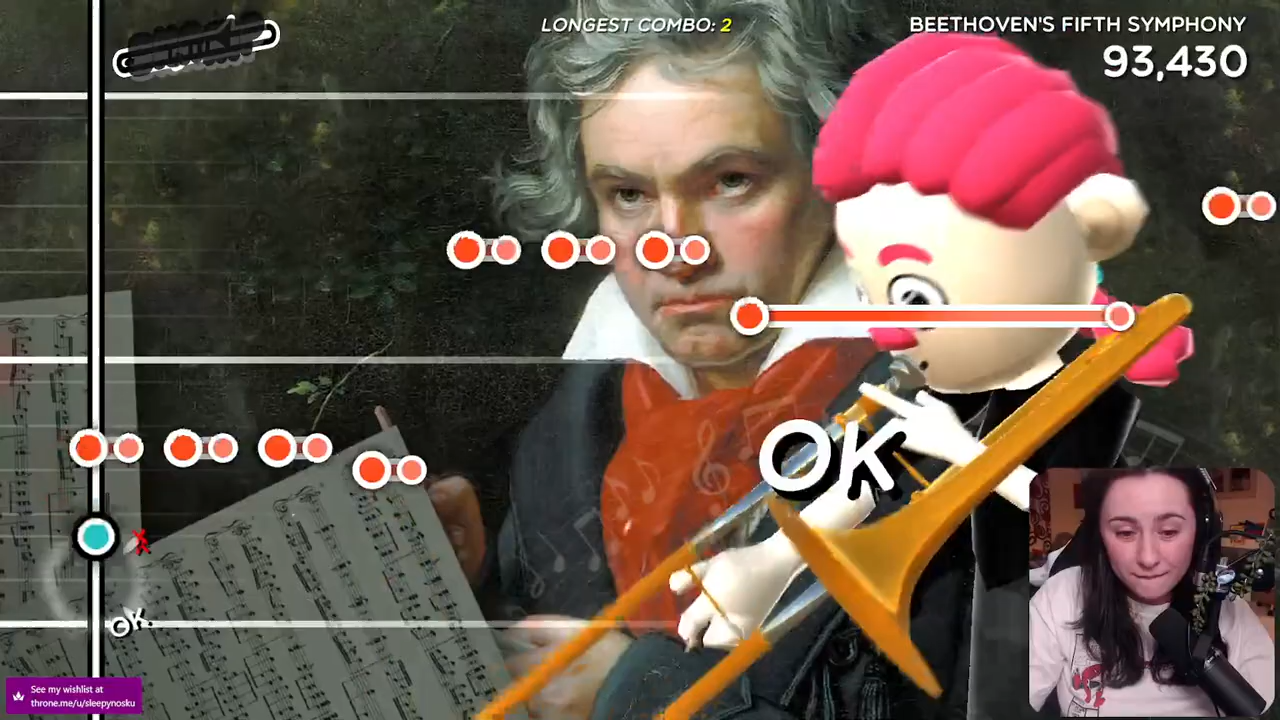 LONGEST COMBO: 2
BEETHOVEN'S FIFTH SYMPHONY
93,430
OK
X
OK.
See my wishlist at
throne.me/u/sleepynosku